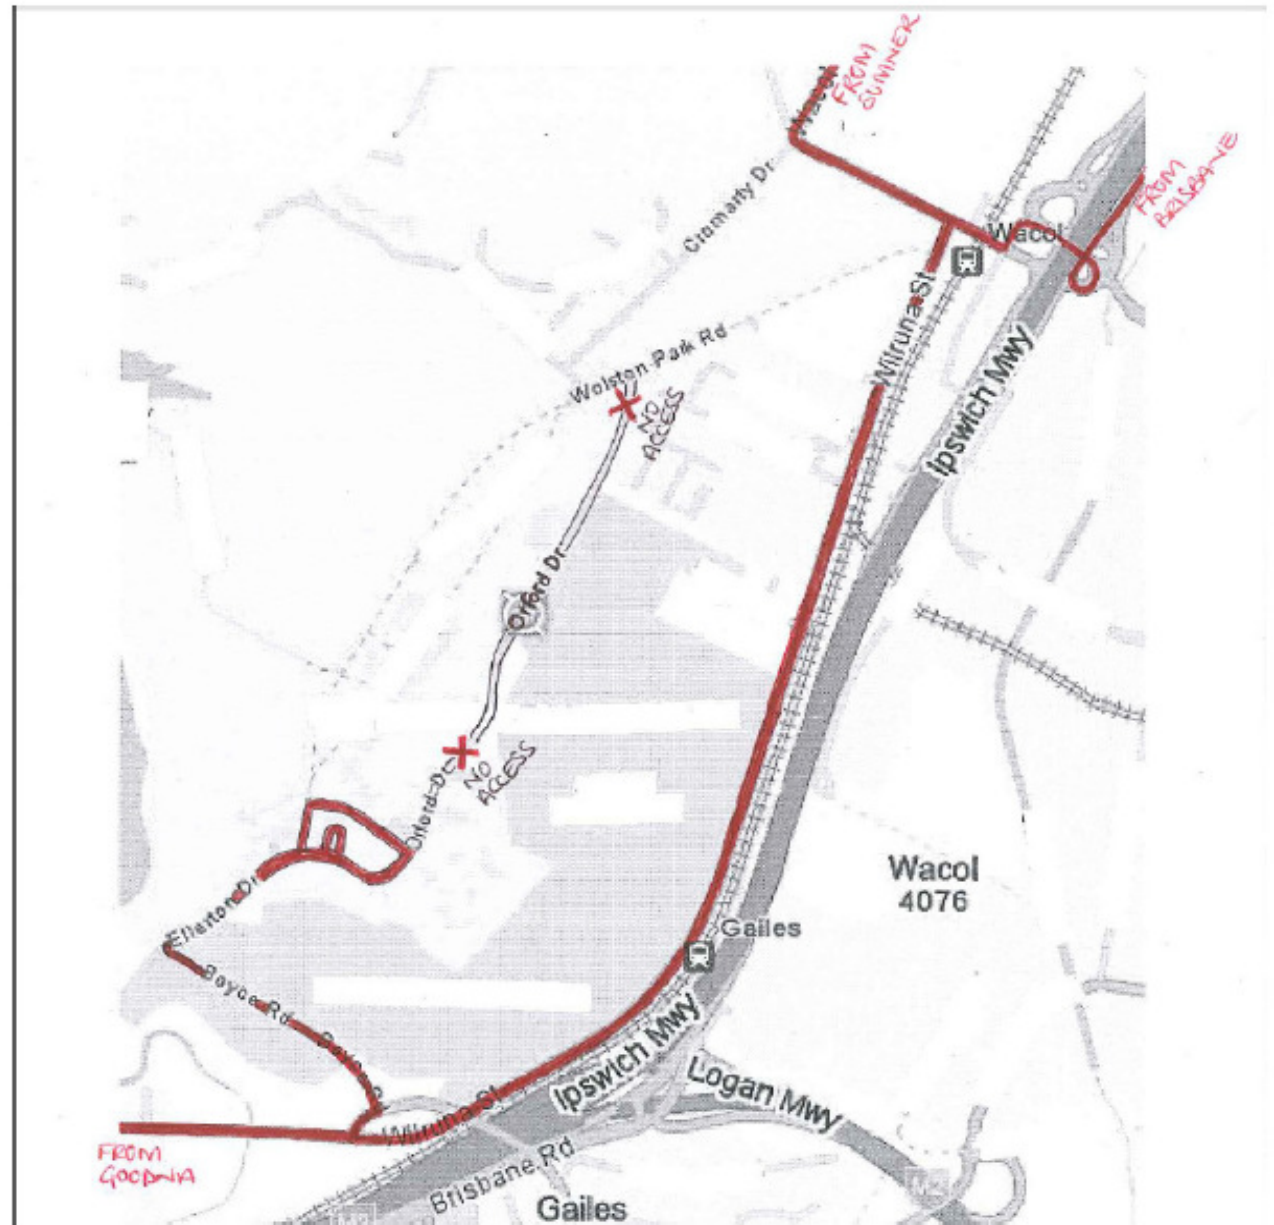 FROM
SUMNER
Wacol
FROM
BRISBANE
Cromarty Dr
Wacol
Wilruna St
Wolston Park Rd
NO
ACCESS
Ipswich Mwy
Orford Dr
NO
ACCESS
Orford Dr
Wacol
4076
Ellerton Dr
Gailes
Boyce Rd
Ipswich Mwy
Logan Mwy
Wilruna St
FROM
GOODNA
Brisbane Rd
Gailes